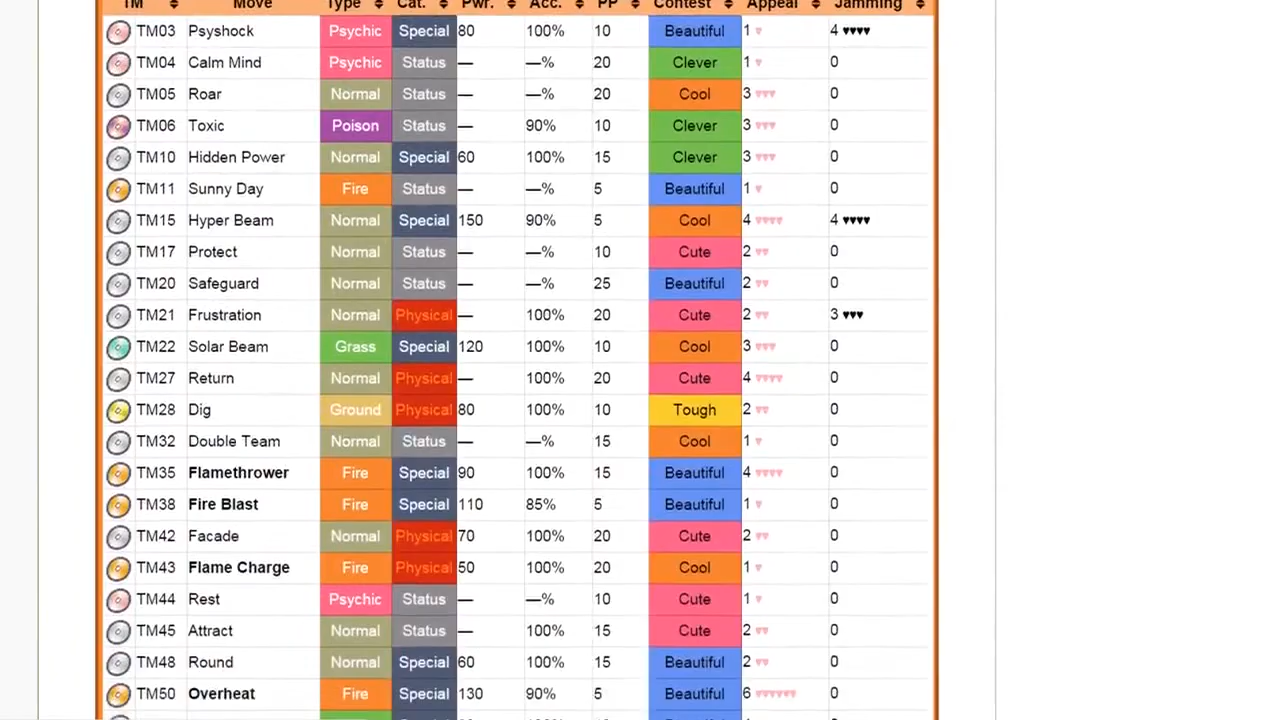 TM Move Type Cat. Pwr. Acc. PP Contest Appeal Jamming
TM03 Psyshock Psychic Special 80 100% 10 Beautiful 1 4
TM04 Calm Mind Psychic Status — —% 20 Clever 1 0
TM05 Roar Normal Status — —% 20 Cool 3 0
TM06 Toxic Poison Status — 90% 10 Clever 3 0
TM10 Hidden Power Normal Special 60 100% 15 Clever 3 0
TM11 Sunny Day Fire Status — —% 5 Beautiful 1 0
TM15 Hyper Beam Normal Special 150 90% 5 Cool 4 4
TM17 Protect Normal Status — —% 10 Cute 2 0
TM20 Safeguard Normal Status — —% 25 Beautiful 2 0
TM21 Frustration Normal Physical — 100% 20 Cute 2 3
TM22 Solar Beam Grass Special 120 100% 10 Cool 3 0
TM27 Return Normal Physical — 100% 20 Cute 4 0
TM28 Dig Ground Physical 80 100% 10 Tough 2 0
TM32 Double Team Normal Status — —% 15 Cool 1 0
TM35 Flamethrower Fire Special 90 100% 15 Beautiful 4 0
TM38 Fire Blast Fire Special 110 85% 5 Beautiful 1 0
TM42 Facade Normal Physical 70 100% 20 Cute 2 0
TM43 Flame Charge Fire Physical 50 100% 20 Cool 1 0
TM44 Rest Psychic Status — —% 10 Cute 1 0
TM45 Attract Normal Status — 100% 15 Cute 2 0
TM48 Round Normal Special 60 100% 15 Beautiful 2 0
TM50 Overheat Fire Special 130 90% 5 Beautiful 6 0